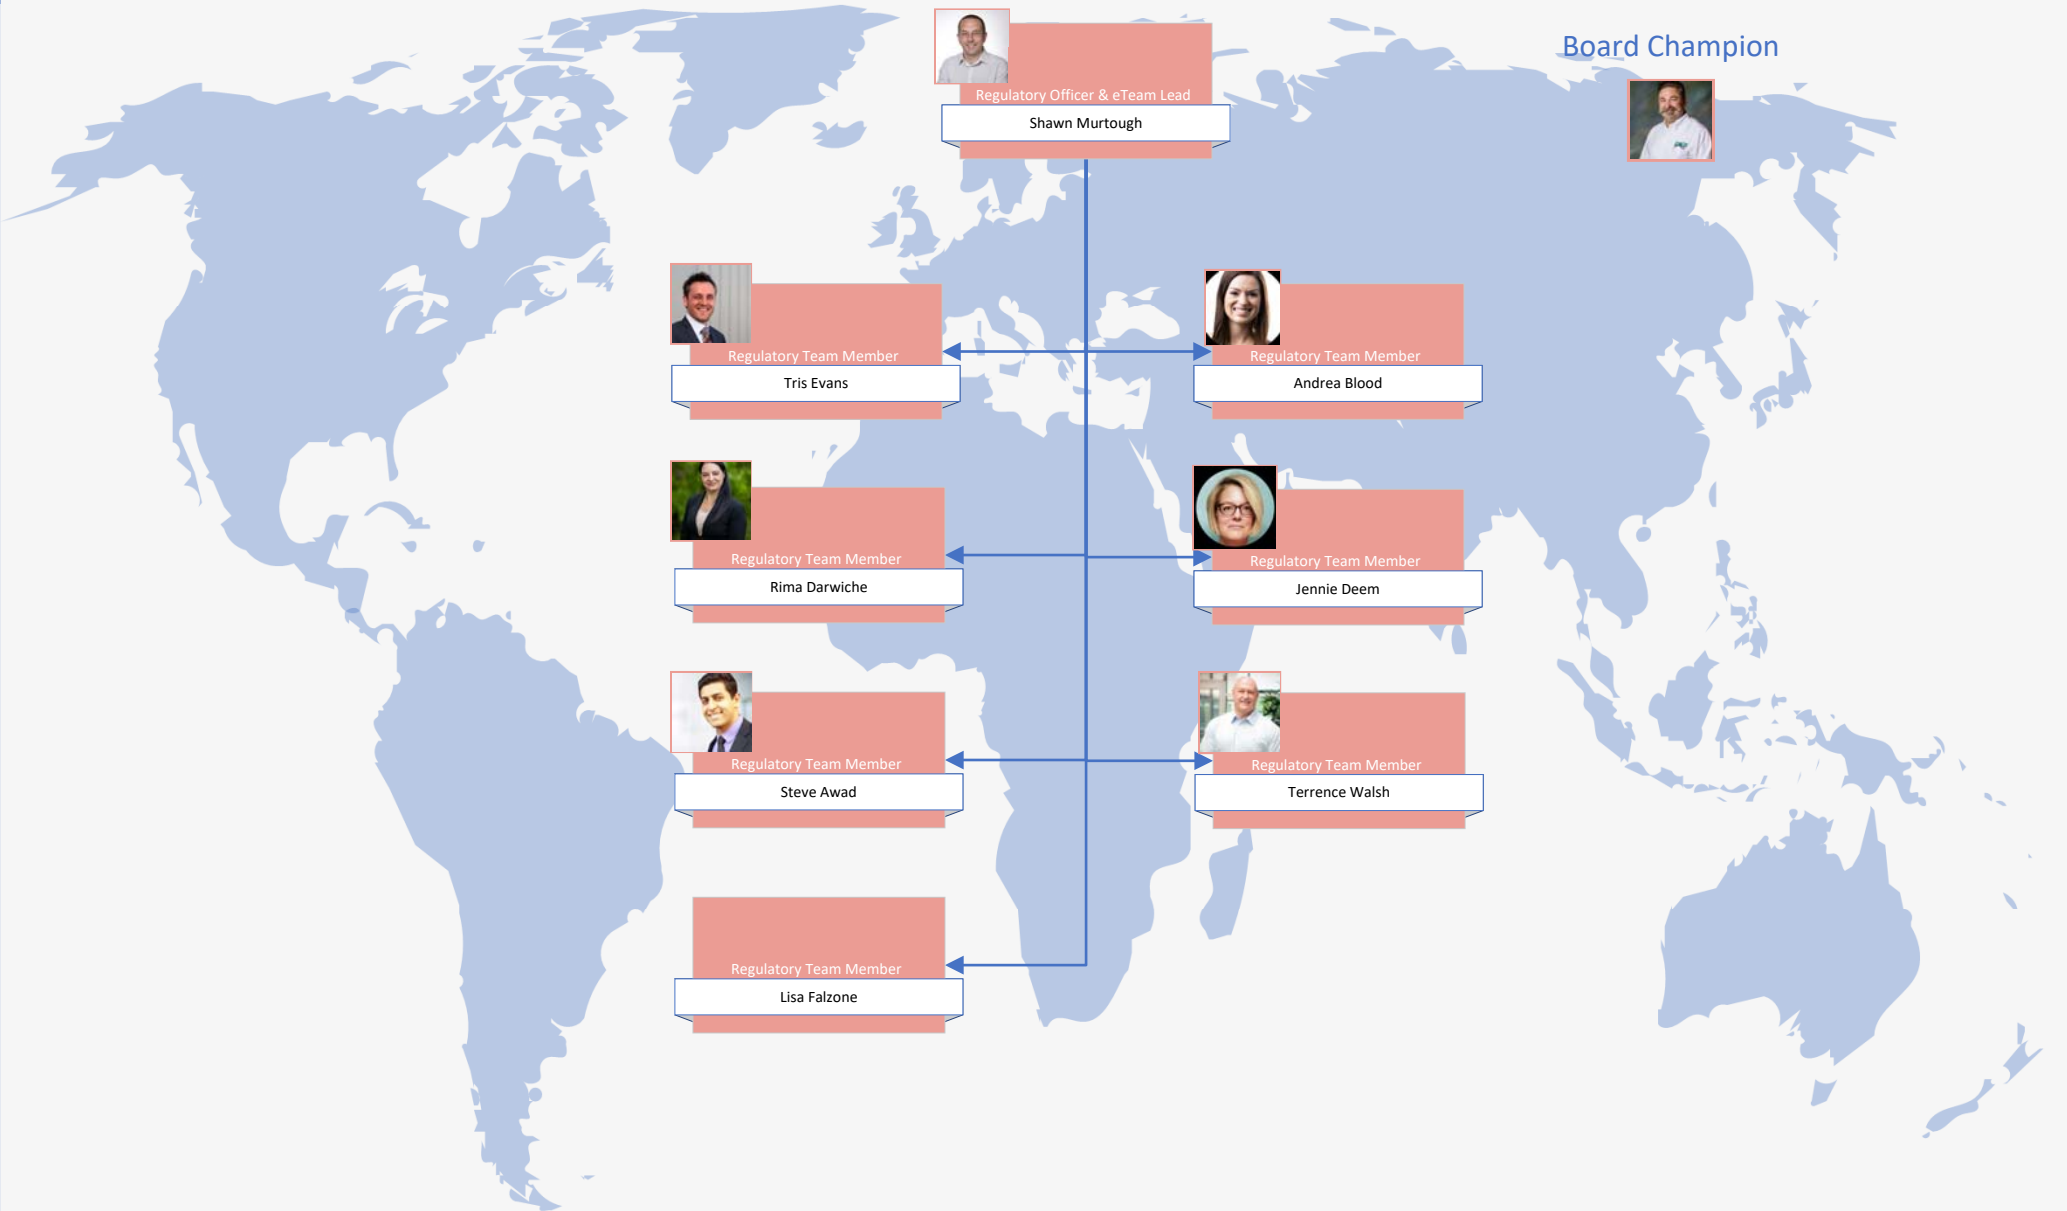 Board Champion
Regulatory Officer & eTeam Lead
Shawn Murtough
Regulatory Team Member
Tris Evans
Regulatory Team Member
Andrea Blood
Regulatory Team Member
Rima Darwiche
Regulatory Team Member
Jennie Deem
Regulatory Team Member
Steve Awad
Regulatory Team Member
Terrence Walsh
Regulatory Team Member
Lisa Falzone